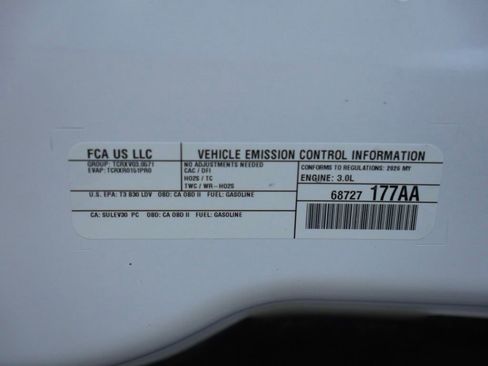 FCA US LLC
GROUP: TCRXV03.0571
EVAP: TCRXR0151PR0
VEHICLE EMISSION CONTROL INFORMATION
NO ADJUSTMENTS NEEDED
CAC / DFI
HO2S / TC
TWC / WR-HO2S
CONFORMS TO REGULATIONS: 2026 MY
ENGINE: 3.0L
U.S. EPA: T3 B30 LDV OBD: CA OBD II FUEL: GASOLINE
CA: SULEV30 PC OBD: CA OBD II FUEL: GASOLINE
68727 177AA